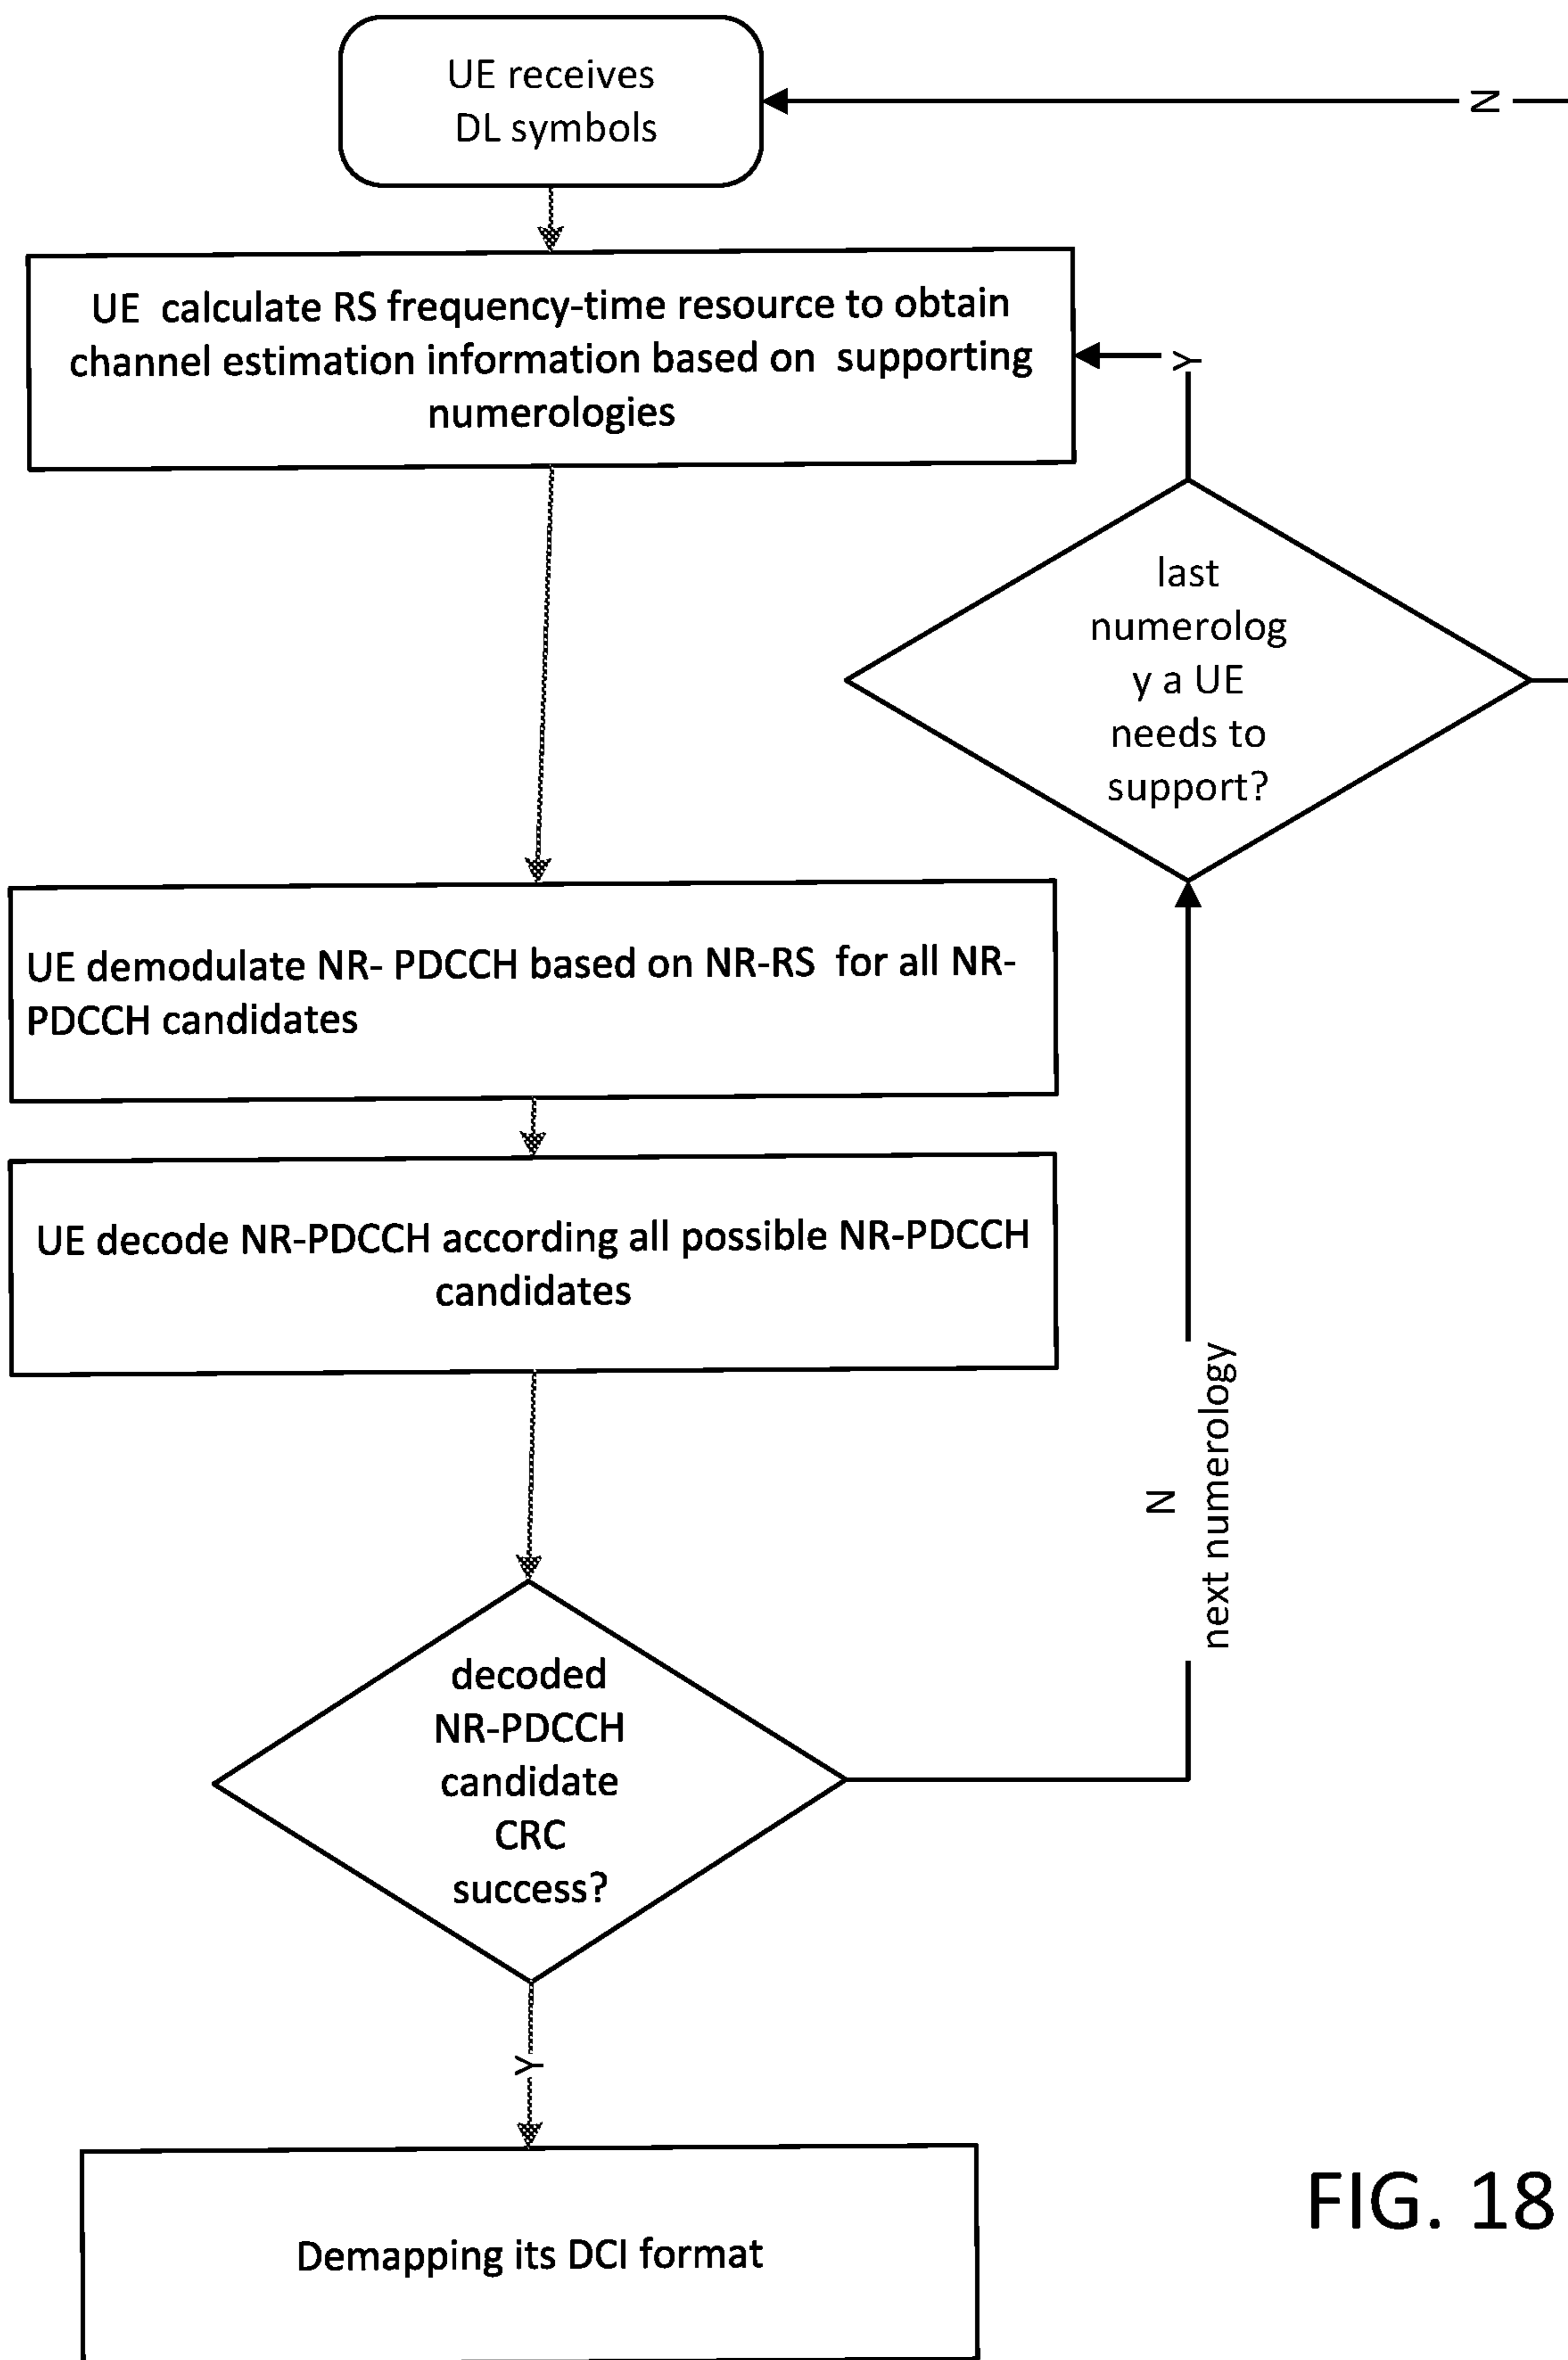 UE receives
DL symbols
N
UE calculate RS frequency-time resource to obtain
channel estimation information based on supporting
numerologies
Y
last
numerolog
y a UE
needs to
support?
UE demodulate NR- PDCCH based on NR-RS for all NR-
PDCCH candidates
UE decode NR-PDCCH according all possible NR-PDCCH
candidates
N
next numerology
decoded
NR-PDCCH
candidate
CRC
success?
Y
Demapping its DCI format
FIG. 18